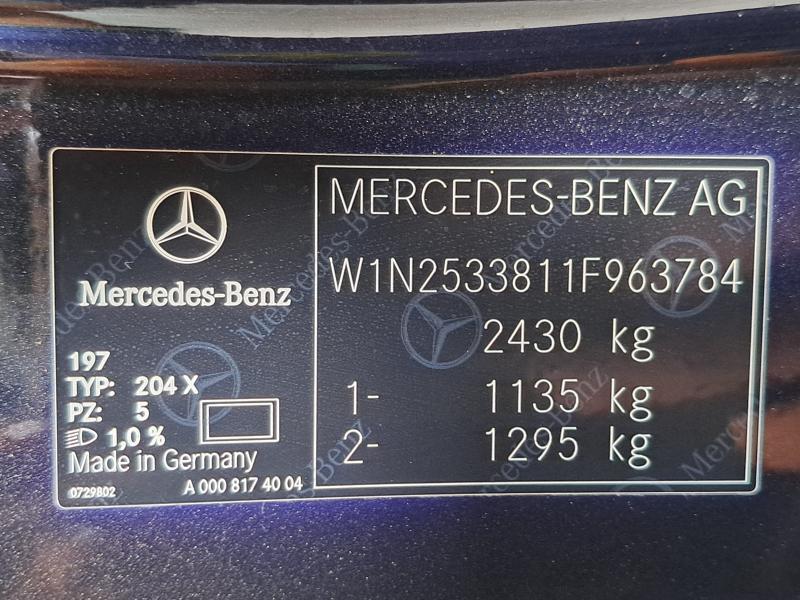 Mercedes-Benz
197
TYP: 204 X
PZ: 5
1,0 %
Made in Germany
0729802
A 000 817 40 04
MERCEDES-BENZ AG
W1N2533811F963784
2430 kg
1- 1135 kg
2- 1295 kg